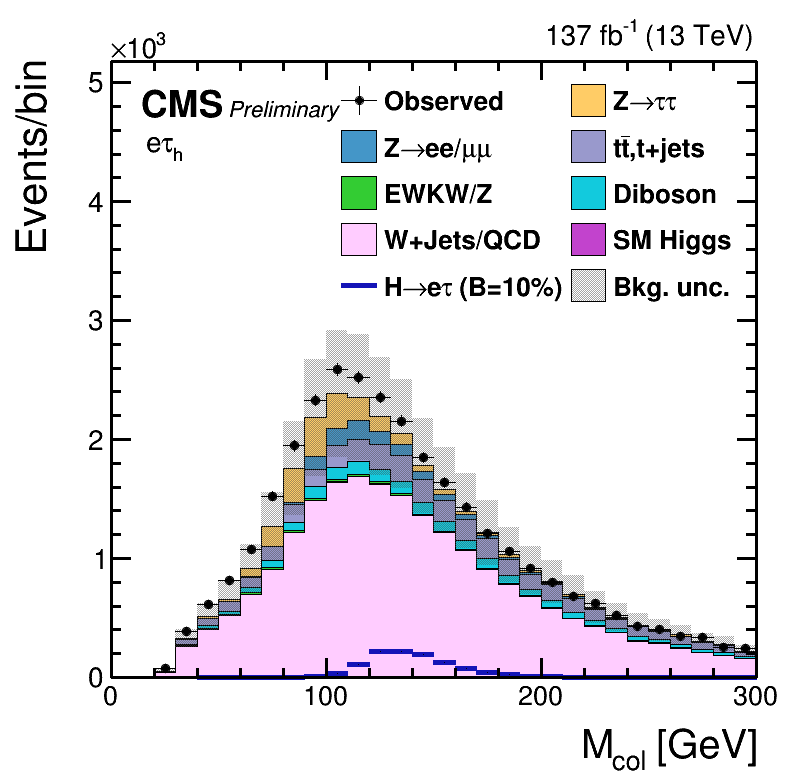 ×10³
137 fb⁻¹ (13 TeV)
Events/bin
CMS Preliminary
eτₕ
Observed
Z→ττ
Z→ee/μμ
tt̄,t+jets
EWKW/Z
Diboson
W+Jets/QCD
SM Higgs
H→eτ (B=10%)
Bkg. unc.
5
4
3
2
1
0
0 100 200 300
M_col [GeV]